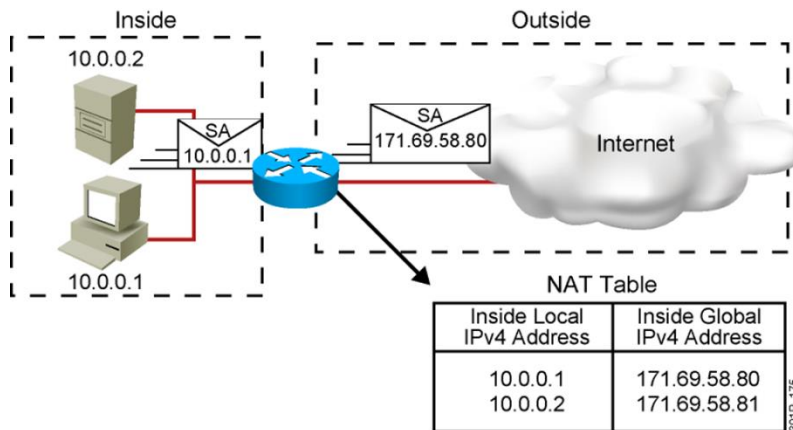 Inside
Outside
10.0.0.2
SA
10.0.0.1
SA
171.69.58.80
Internet
10.0.0.1
NAT Table
Inside Local
IPv4 Address
Inside Global
IPv4 Address
10.0.0.1 171.69.58.80
10.0.0.2 171.69.58.81